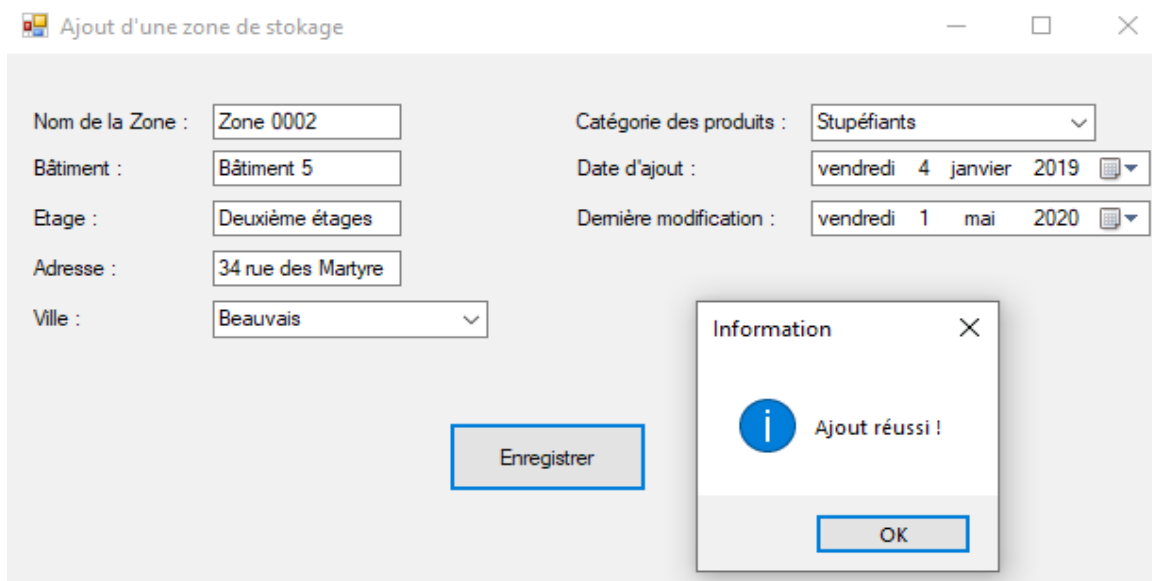 Ajout d'une zone de stokage
Nom de la Zone : Zone 0002
Bâtiment : Bâtiment 5
Etage : Deuxième étages
Adresse : 34 rue des Martyre
Ville : Beauvais
Catégorie des produits : Stupéfiants
Date d'ajout : vendredi 4 janvier 2019
Dernière modification : vendredi 1 mai 2020
Enregistrer
Information
Ajout réussi !
OK